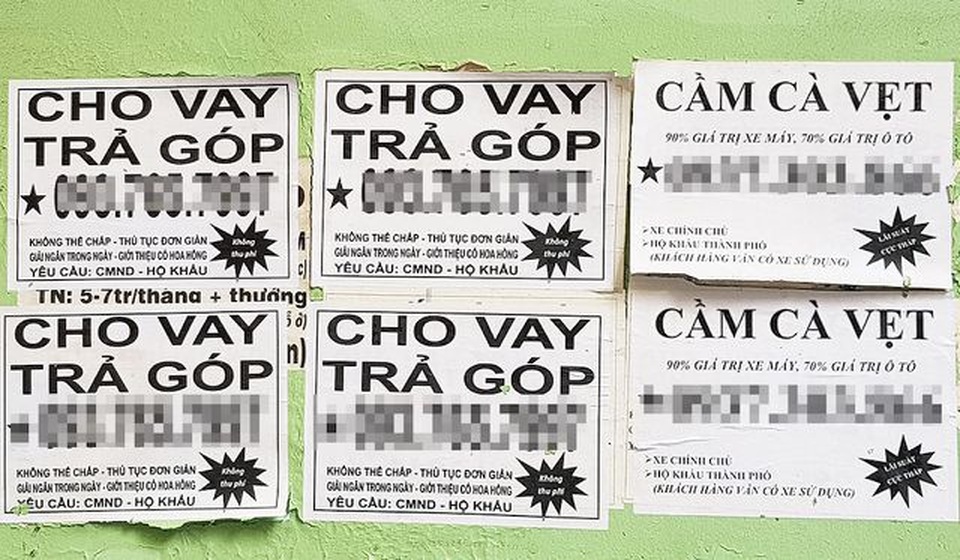 CHO VAY
TRẢ GÓP
KHÔNG THẾ CHẤP - THỦ TỤC ĐƠN GIẢN
GIẢI NGÂN TRONG NGÀY - GIỚI THIỆU CÓ HOA HỒNG
YÊU CẦU: CMND - HỘ KHẨU
Không
thu phí
CHO VAY
TRẢ GÓP
KHÔNG THẾ CHẤP - THỦ TỤC ĐƠN GIẢN
GIẢI NGÂN TRONG NGÀY - GIỚI THIỆU CÓ HOA HỒNG
YÊU CẦU: CMND - HỘ KHẨU
Không
thu phí
CẦM CÀ VẸT
90% GIÁ TRỊ XE MÁY, 70% GIÁ TRỊ Ô TÔ
XE CHÍNH CHỦ
HỘ KHẨU THÀNH PHỐ
(KHÁCH HÀNG VẪN CÓ XE SỬ DỤNG)
LÃI SUẤT
CỰC THẤP
TN: 5-7tr/tháng + thưởng
CHO VAY
TRẢ GÓP
KHÔNG THẾ CHẤP - THỦ TỤC ĐƠN GIẢN
GIẢI NGÂN TRONG NGÀY - GIỚI THIỆU CÓ HOA HỒNG
YÊU CẦU: CMND - HỘ KHẨU
Không
thu phí
CHO VAY
TRẢ GÓP
KHÔNG THẾ CHẤP - THỦ TỤC ĐƠN GIẢN
GIẢI NGÂN TRONG NGÀY - GIỚI THIỆU CÓ HOA HỒNG
YÊU CẦU: CMND - HỘ KHẨU
Không
thu phí
CẦM CÀ VẸT
90% GIÁ TRỊ XE MÁY, 70% GIÁ TRỊ Ô TÔ
XE CHÍNH CHỦ
HỘ KHẨU THÀNH PHỐ
(KHÁCH HÀNG VẪN CÓ XE SỬ DỤNG)
LÃI SUẤT
CỰC THẤP